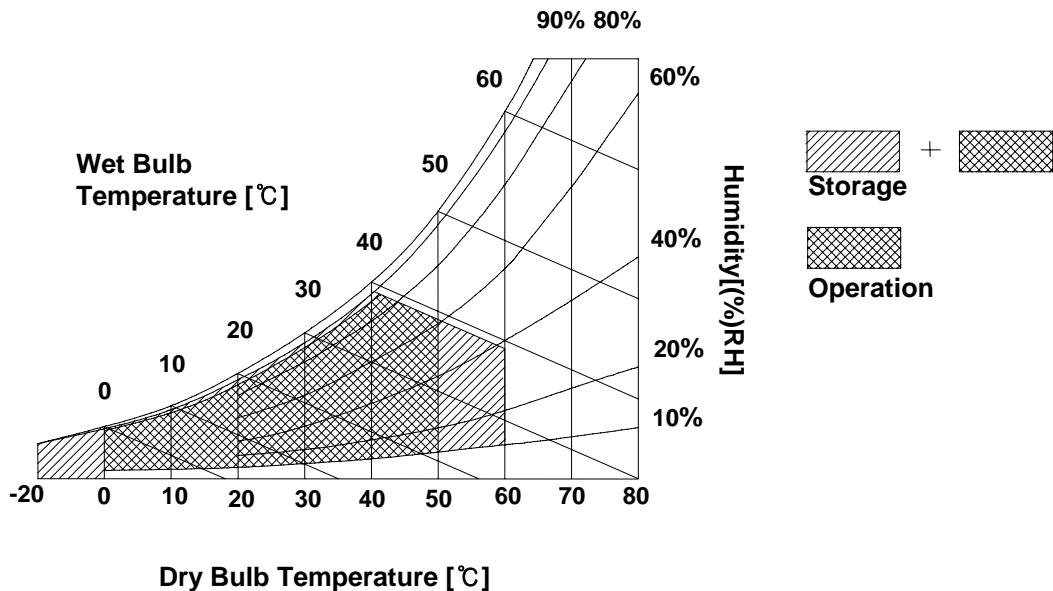 90% 80%
60
60%
50
Wet Bulb
Temperature [℃]
40
40%
30
20
20%
10
0
10%
Humidity[(%)RH]
-20 0 10 20 30 40 50 60 70 80
Dry Bulb Temperature [℃]
+
Storage
Operation